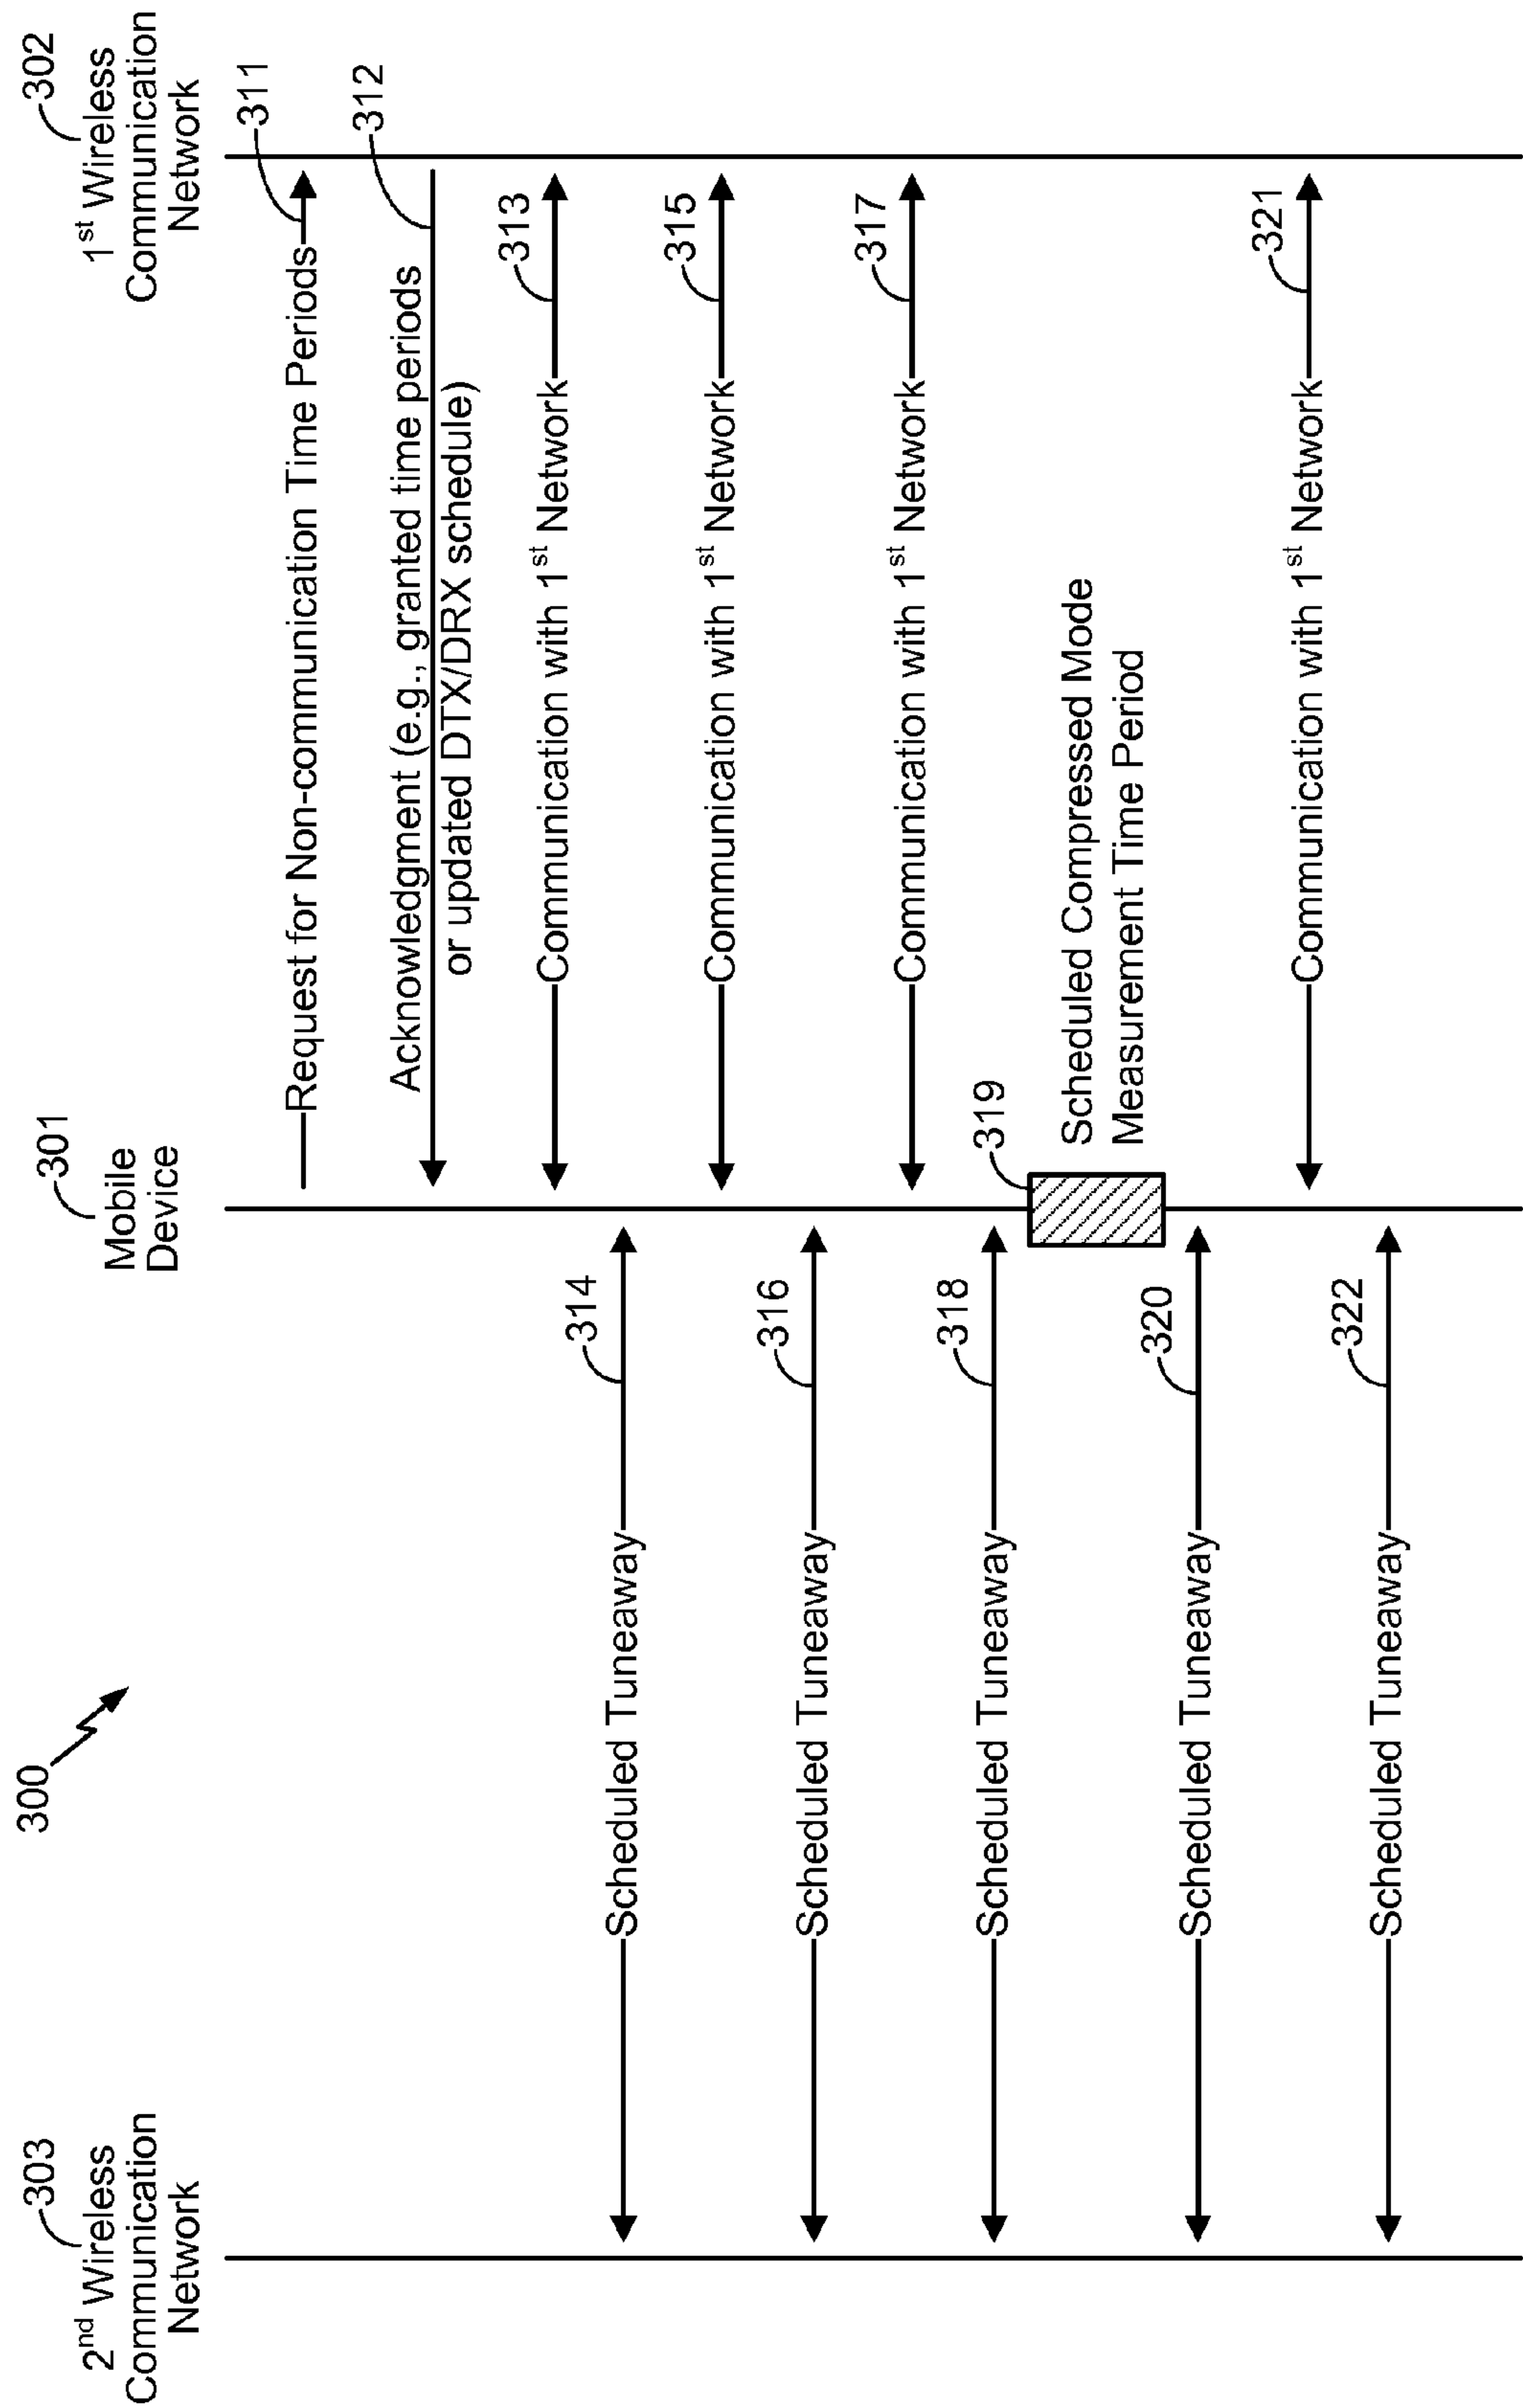 300
303
2nd Wireless
Communication
Network
301
Mobile
Device
302
1st Wireless
Communication
Network
Request for Non-communication Time Periods
311
Acknowledgment (e.g., granted time periods
or updated DTX/DRX schedule)
312
Communication with 1st Network
313
Scheduled Tuneaway
314
Communication with 1st Network
315
Scheduled Tuneaway
316
Communication with 1st Network
317
Scheduled Tuneaway
318
319
Scheduled Compressed Mode
Measurement Time Period
Scheduled Tuneaway
320
Communication with 1st Network
321
Scheduled Tuneaway
322